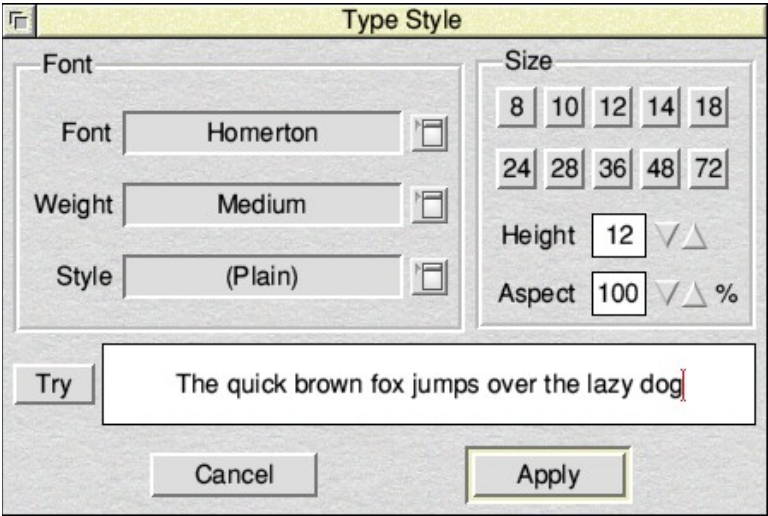 Type Style
Font
Font Homerton
Weight Medium
Style (Plain)
Size
8 10 12 14 18
24 28 36 48 72
Height 12
Aspect 100 %
Try The quick brown fox jumps over the lazy dog
Cancel Apply